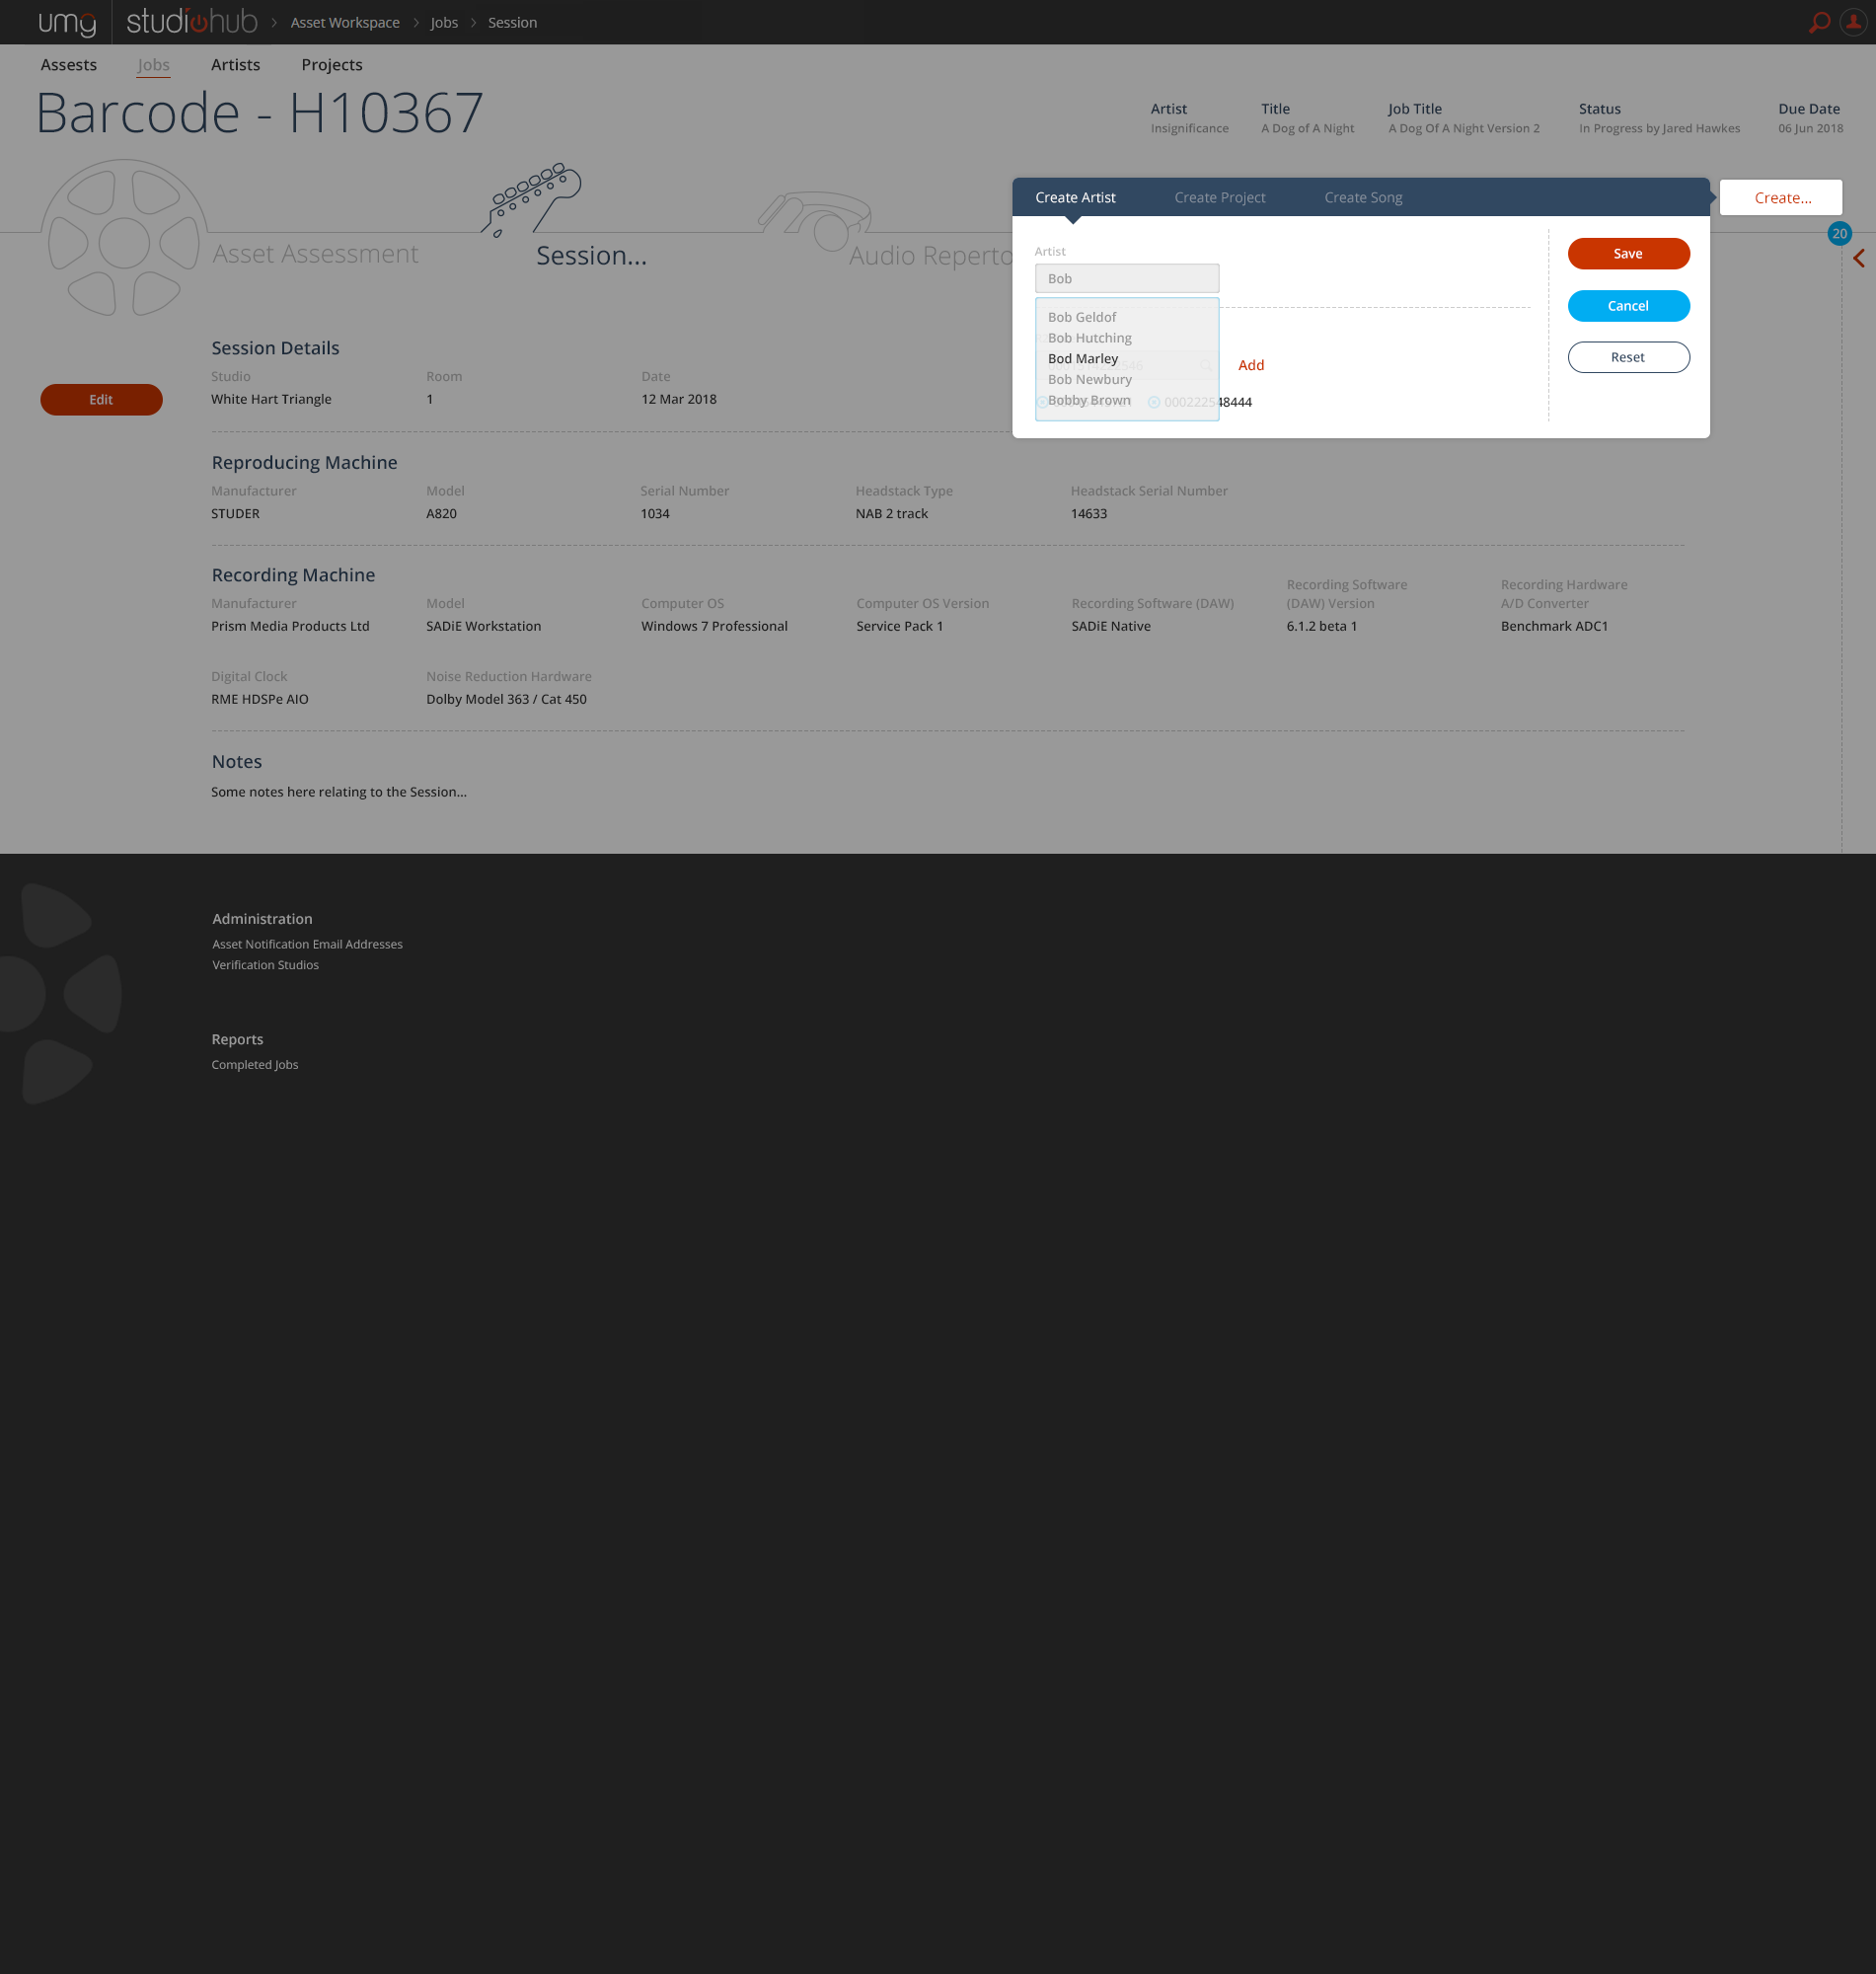 umg studiohub > Asset Workspace > Jobs > Session
Assests Jobs Artists Projects
Barcode - H10367
Artist Title Job Title Status Due Date
Insignificance A Dog of A Night A Dog Of A Night Version 2 In Progress by Jared Hawkes 06 Jun 2018
Create Artist Create Project Create Song
Create...
20
Asset Assessment
Session...
Audio Reperto
Artist
Bob
Bob Geldof
Bob Hutching
Bod Marley
Bob Newbury
Bobby Brown
Add
000222548444
Save
Cancel
Reset
Edit
Session Details
Studio Room Date
White Hart Triangle 1 12 Mar 2018
Reproducing Machine
Manufacturer Model Serial Number Headstack Type Headstack Serial Number
STUDER A820 1034 NAB 2 track 14633
Recording Machine
Recording Software Recording Hardware
Manufacturer Model Computer OS Computer OS Version Recording Software (DAW) (DAW) Version A/D Converter
Prism Media Products Ltd SADiE Workstation Windows 7 Professional Service Pack 1 SADiE Native 6.1.2 beta 1 Benchmark ADC1
Digital Clock Noise Reduction Hardware
RME HDSPe AIO Dolby Model 363 / Cat 450
Notes
Some notes here relating to the Session...
Administration
Asset Notification Email Addresses
Verification Studios
Reports
Completed Jobs